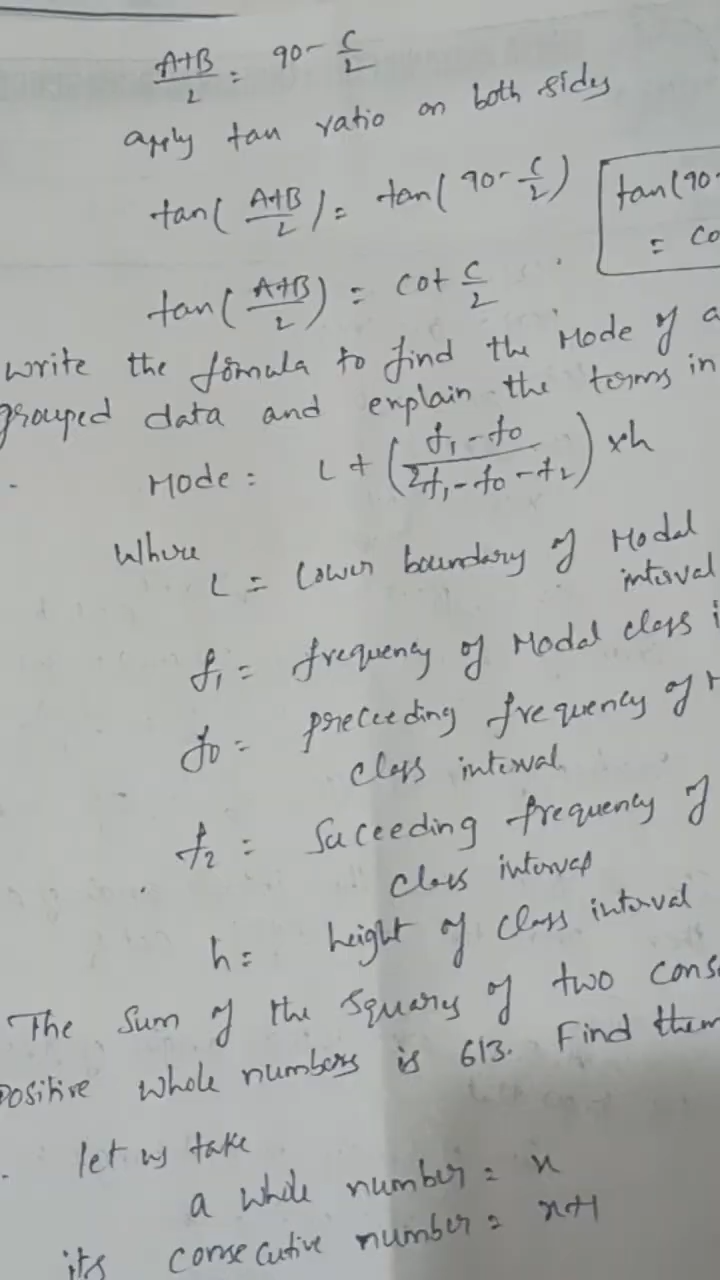 A+B/2 = 90 - C/2
apply tan ratio on both sides
tan(A+B/2) = tan(90 - C/2) tan(90-
= co
tan(A+B/2) = cot C/2
write the formula to find the Mode of a
grouped data and explain the terms in
Mode = L + (f₁ - f₀ / 2f₁ - f₀ - f₂) × h
Where
L = Lower boundary of Modal
interval
f₁ = frequency of Modal class i
f₀ = preceeding frequency of M
class interval
f₂ = Suceeding frequency of
class interval
h = height of class interval
The sum of the squares of two cons
positive whole numbers is 613. Find them
let us take
a whole number = x
its consecutive number = x+1